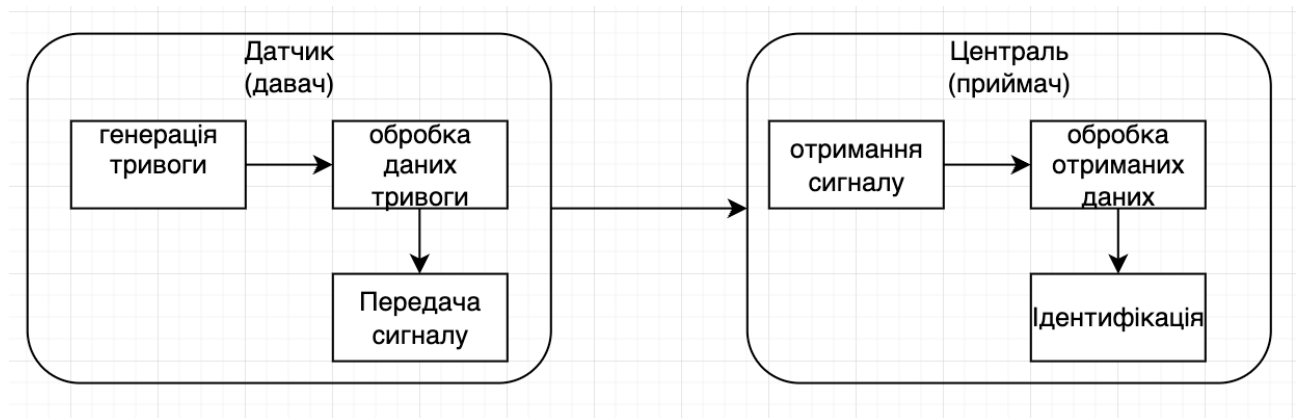 Датчик
(давач)
генерація
тривоги
обробка
даних
тривоги
Передача
сигналу
Централь
(приймач)
отримання
сигналу
обробка
отриманих
даних
Ідентифікація